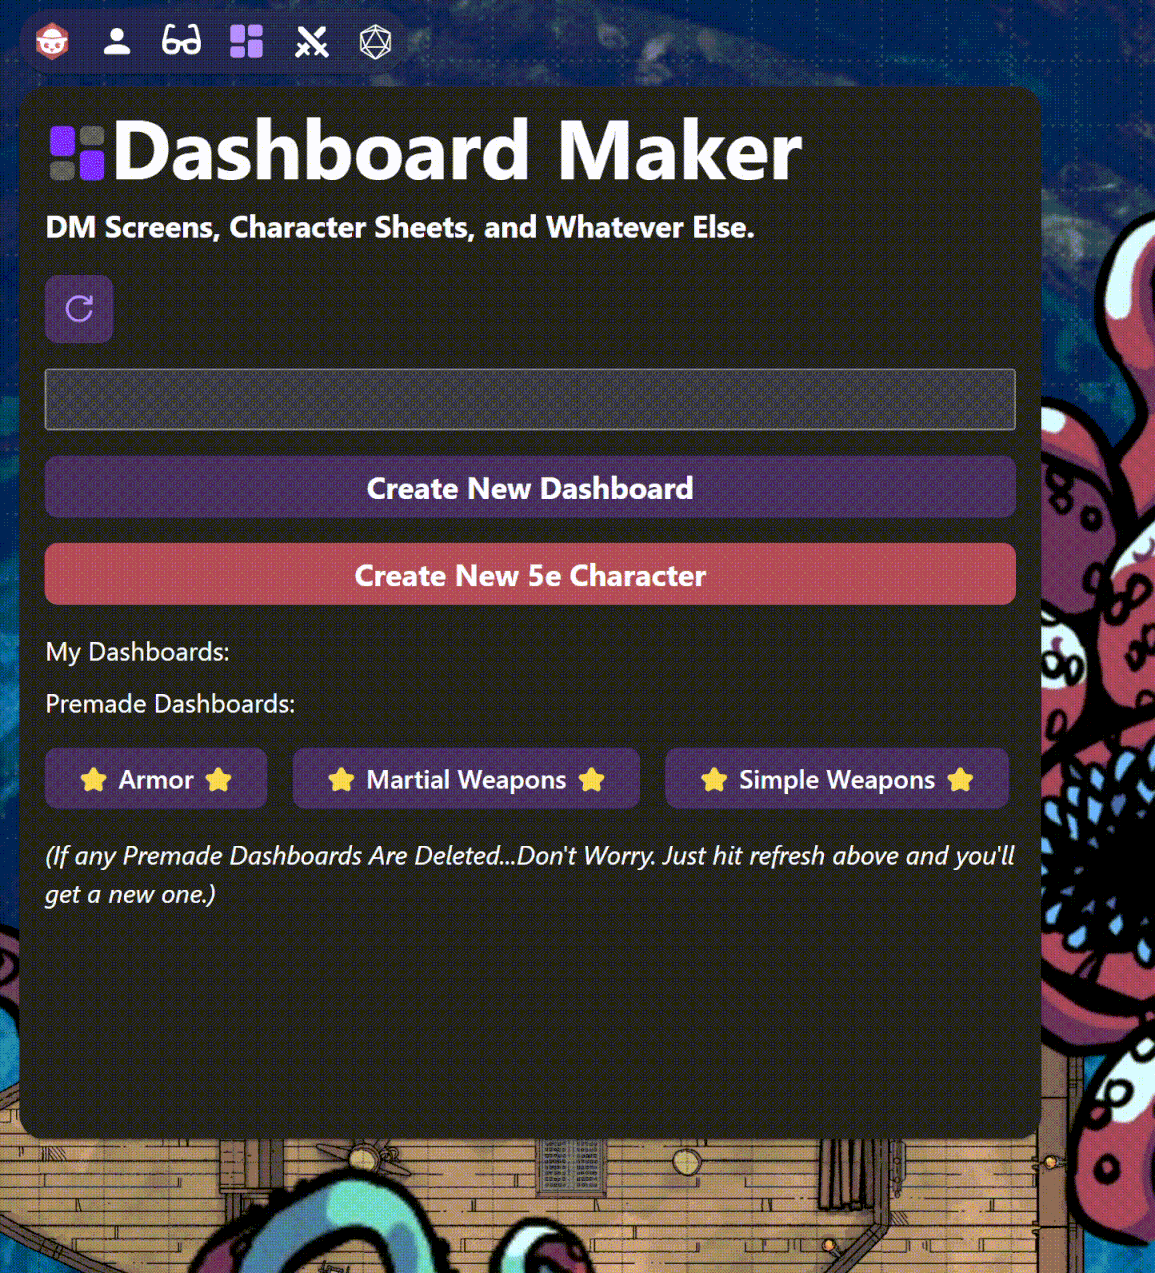 Dashboard Maker
DM Screens, Character Sheets, and Whatever Else.
Create New Dashboard
Create New 5e Character
My Dashboards:
Premade Dashboards:
⭐ Armor ⭐ ⭐ Martial Weapons ⭐ ⭐ Simple Weapons ⭐
(If any Premade Dashboards Are Deleted...Don't Worry. Just hit refresh above and you'll
get a new one.)